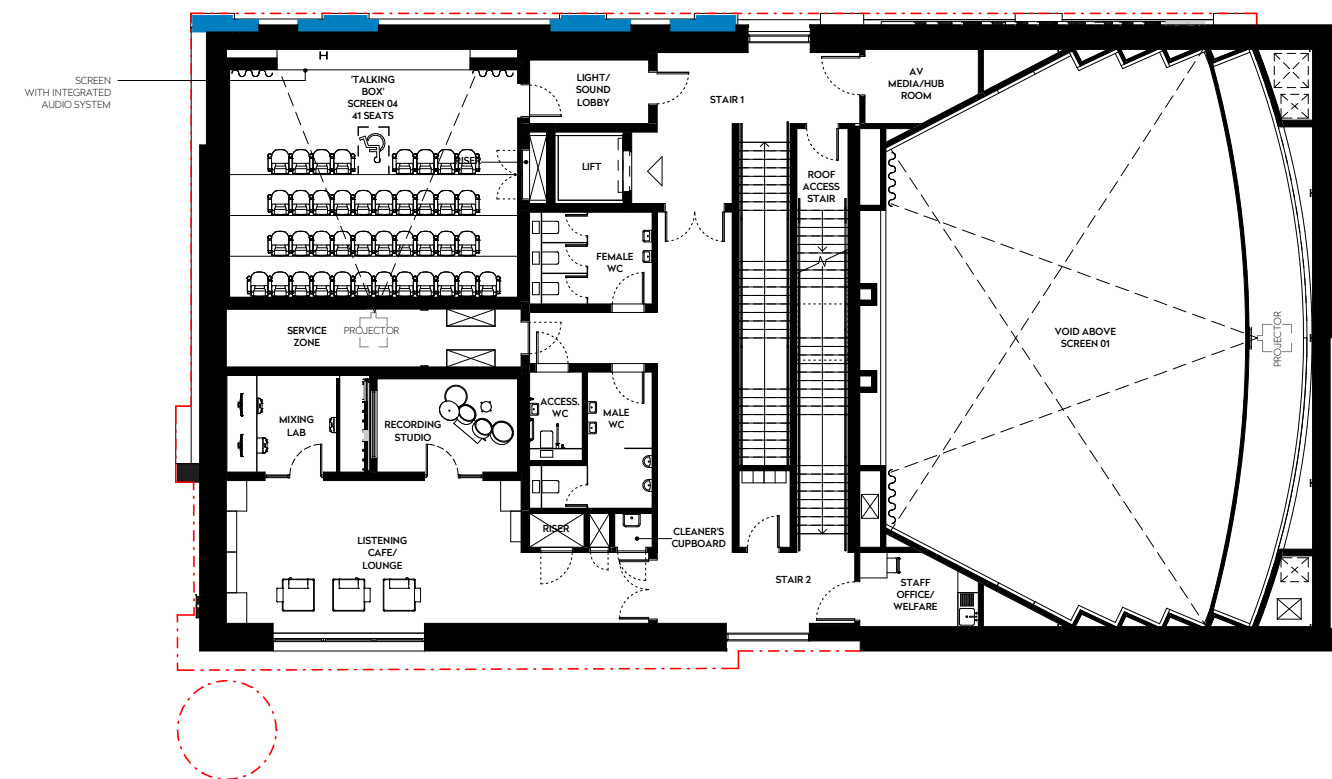 SCREEN
WITH INTEGRATED
AUDIO SYSTEM
'TALKING
BOX'
SCREEN 04
41 SEATS
RISER
LIGHT/
SOUND
LOBBY
STAIR 1
AV
MEDIA/HUB
ROOM
LIFT
ROOF
ACCESS
STAIR
FEMALE
WC
SERVICE
ZONE
PROJECTOR
VOID ABOVE
SCREEN 01
PROJECTOR
MIXING
LAB
RECORDING
STUDIO
ACCESS.
WC
MALE
WC
RISER
CLEANER'S
CUPBOARD
LISTENING
CAFE/
LOUNGE
STAIR 2
STAFF
OFFICE/
WELFARE